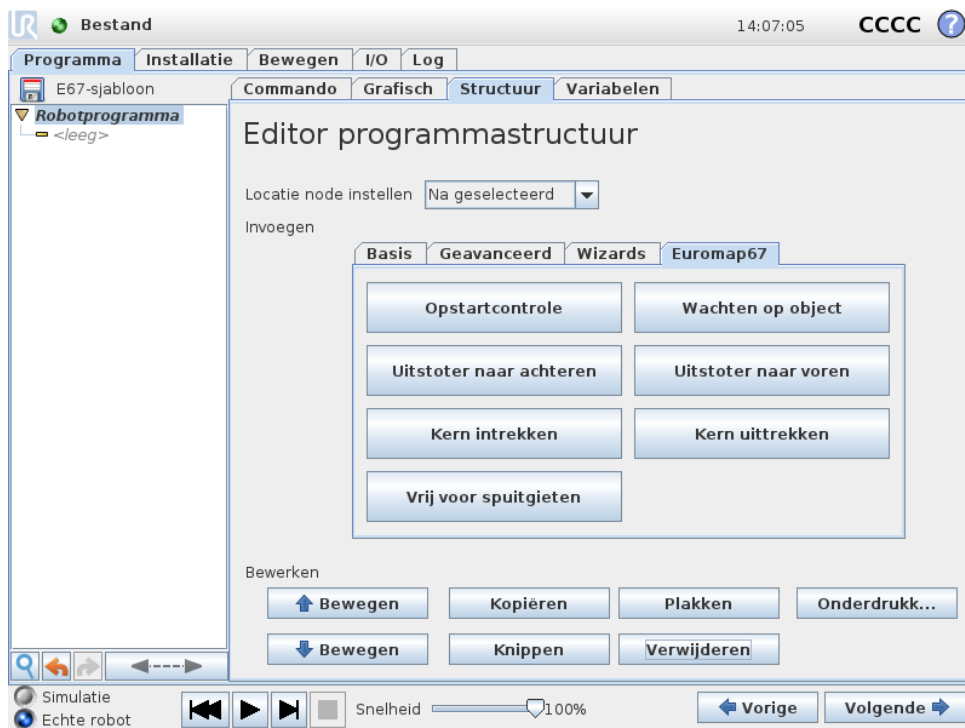 UR Bestand 14:07:05 CCCC ?
Programma Installatie Bewegen I/O Log
E67-sjabloon
Commando Grafisch Structuur Variabelen
Robotprogramma
<leeg>
Editor programmastructuur
Locatie node instellen Na geselecteerd
Invoegen
Basis Geavanceerd Wizards Euromap67
Opstartcontrole Wachten op object
Uitstoter naar achteren Uitstoter naar voren
Kern intrekken Kern uittrekken
Vrij voor spuitgieten
Bewerken
Bewegen Kopiëren Plakken Onderdrukk...
Bewegen Knippen Verwijderen
Simulatie
Echte robot
Snelheid 100%
Vorige Volgende